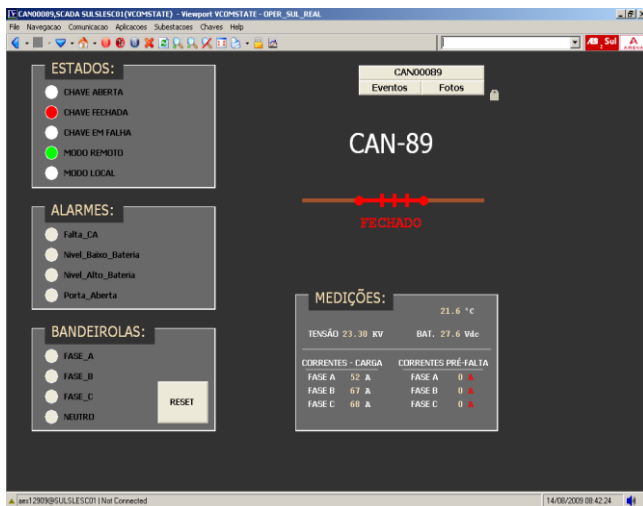 CAN00089,SCADA SULSLESC01(VCOMSTATE) - Viewport VCOMSTATE - OPER_SUL_REAL
File Navegacao Comunicacao Aplicacoes Subestacoes Chaves Help
AES Sul
AREVA
ESTADOS:
CHAVE ABERTA
CHAVE FECHADA
CHAVE EM FALHA
MODO REMOTO
MODO LOCAL
CAN00089
Eventos Fotos
CAN-89
FECHADO
ALARMES:
Falta_CA
Nivel_Baixo_Bateria
Nivel_Alto_Bateria
Porta_Aberta
BANDEIROLAS:
FASE_A
FASE_B
FASE_C
NEUTRO
RESET
MEDIÇÕES:
21.6 °C
TENSÃO 23.30 KV BAT. 27.6 Vdc
CORRENTES - CARGA CORRENTES PRÉ-FALTA
FASE A 52 A FASE A 0 A
FASE B 67 A FASE B 0 A
FASE C 68 A FASE C 0 A
aes12909@SULSLESC01 | Not Connected
14/08/2009 08:42:24